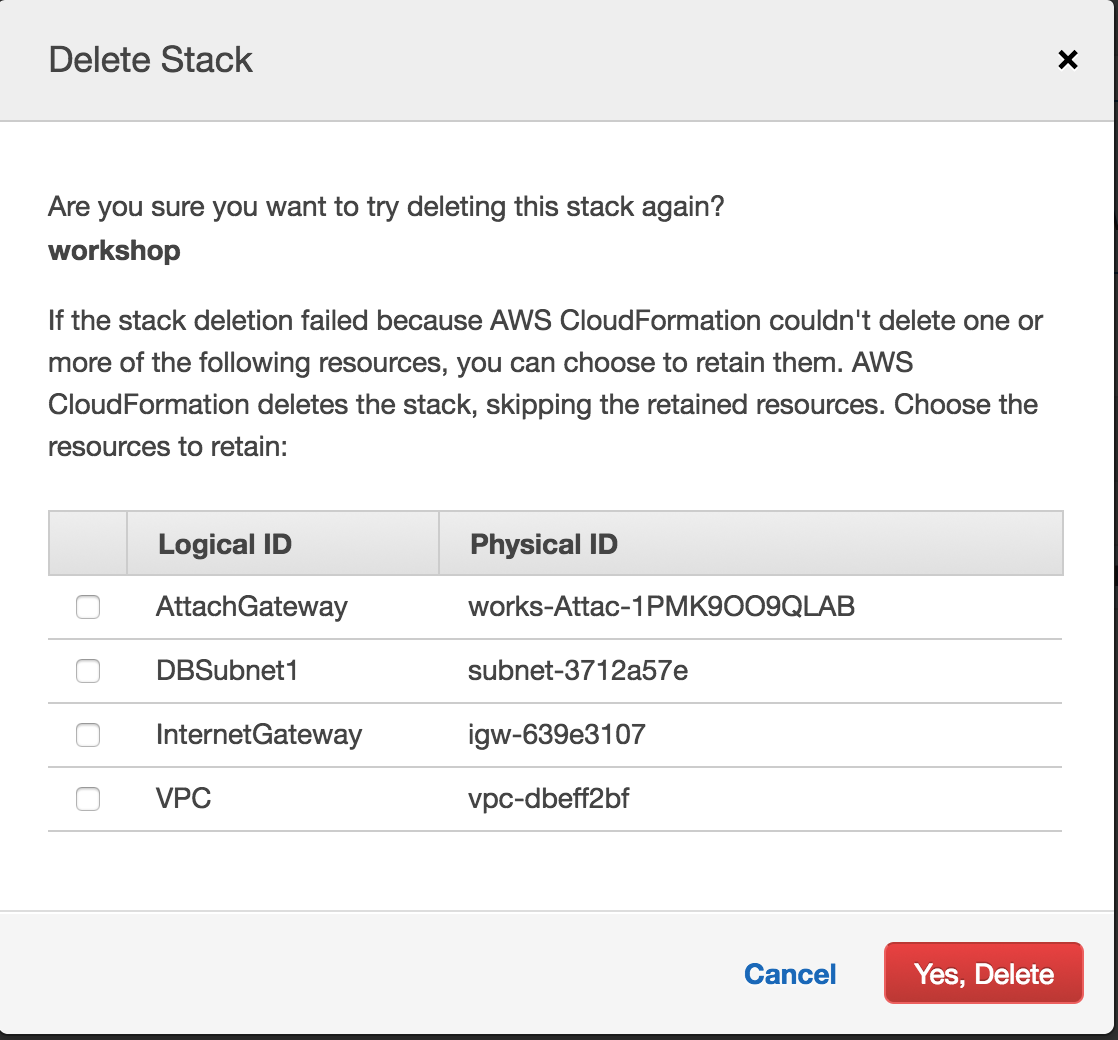 Delete Stack
Are you sure you want to try deleting this stack again?
workshop
If the stack deletion failed because AWS CloudFormation couldn't delete one or
more of the following resources, you can choose to retain them. AWS
CloudFormation deletes the stack, skipping the retained resources. Choose the
resources to retain:
Logical ID Physical ID
AttachGateway works-Attac-1PMK9OO9QLAB
DBSubnet1 subnet-3712a57e
InternetGateway igw-639e3107
VPC vpc-dbeff2bf
Cancel Yes, Delete